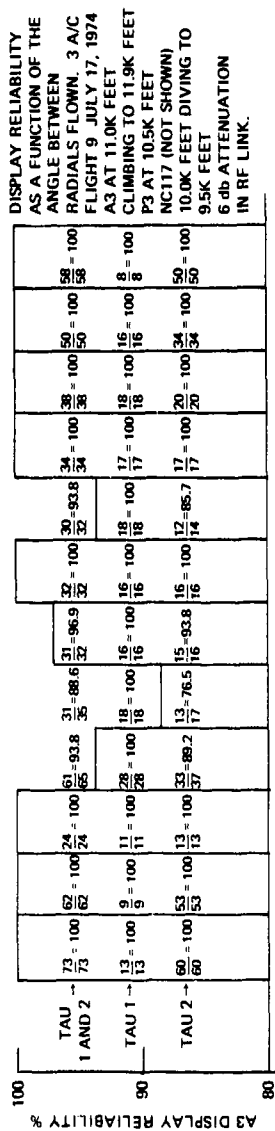 DISPLAY RELIABILITY
AS A FUNCTION OF THE
ANGLE BETWEEN
RADIALS FLOWN. 3 A/C
FLIGHT 9 JULY 17, 1974
A3 AT 11.0K FEET
CLIMBING TO 11.9K FEET
P3 AT 10.5K FEET
NC117 (NOT SHOWN)
10.0K FEET DIVING TO
9.5K FEET
6 db ATTENUATION
IN RF LINK.
A3 DISPLAY RELIABILITY %
100
90
80
TAU 1 AND 2 →
73/73 = 100
62/62 = 100
24/24 = 100
61/65 = 93.8
31/35 = 88.6
31/32 = 96.9
32/32 = 100
30/32 = 93.8
34/34 = 100
38/38 = 100
50/50 = 100
58/58 = 100
TAU 1 →
13/13 = 100
9/9 = 100
11/11 = 100
28/28 = 100
18/18 = 100
16/16 = 100
16/16 = 100
18/18 = 100
17/17 = 100
18/18 = 100
16/16 = 100
8/8 = 100
TAU 2 →
60/60 = 100
53/53 = 100
13/13 = 100
33/37 = 89.2
13/17 = 76.5
15/16 = 93.8
16/16 = 100
12/14 = 85.7
17/17 = 100
20/20 = 100
34/34 = 100
50/50 = 100